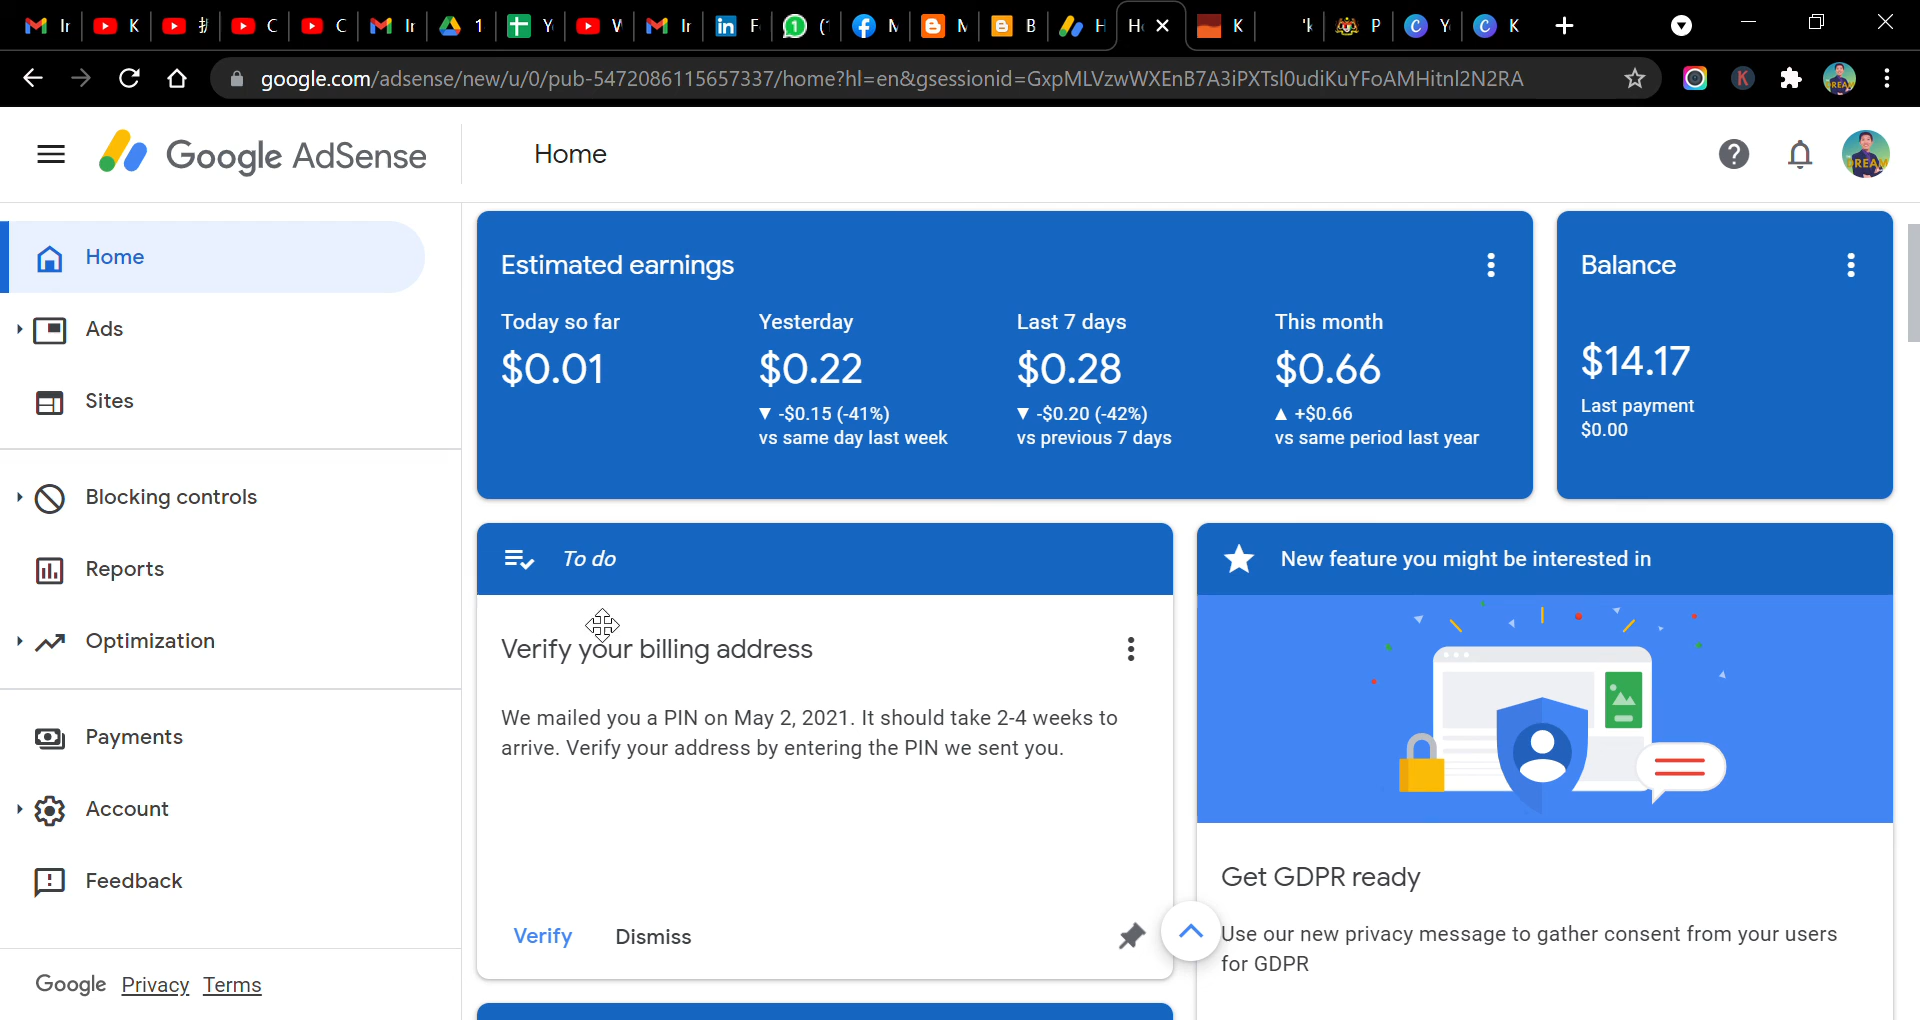 Ir K C C Ir 1 Y V Ir F (1 M M B H H K 'k P Y K
google.com/adsense/new/u/0/pub-5472086115657337/home?hl=en&gsessionid=GxpMLVzwWXEnB7A3iPXTsl0udiKuYFoAMHitnl2N2RA
Google AdSense
Home
DREAM
Home
Ads
Sites
Blocking controls
Reports
Optimization
Payments
Account
Feedback
Google Privacy Terms
Estimated earnings
Today so far
$0.01
Yesterday
$0.22
▼ -$0.15 (-41%)
vs same day last week
Last 7 days
$0.28
▼ -$0.20 (-42%)
vs previous 7 days
This month
$0.66
▲ +$0.66
vs same period last year
Balance
$14.17
Last payment
$0.00
To do
Verify your billing address
We mailed you a PIN on May 2, 2021. It should take 2-4 weeks to
arrive. Verify your address by entering the PIN we sent you.
Verify Dismiss
New feature you might be interested in
Get GDPR ready
Use our new privacy message to gather consent from your users
for GDPR